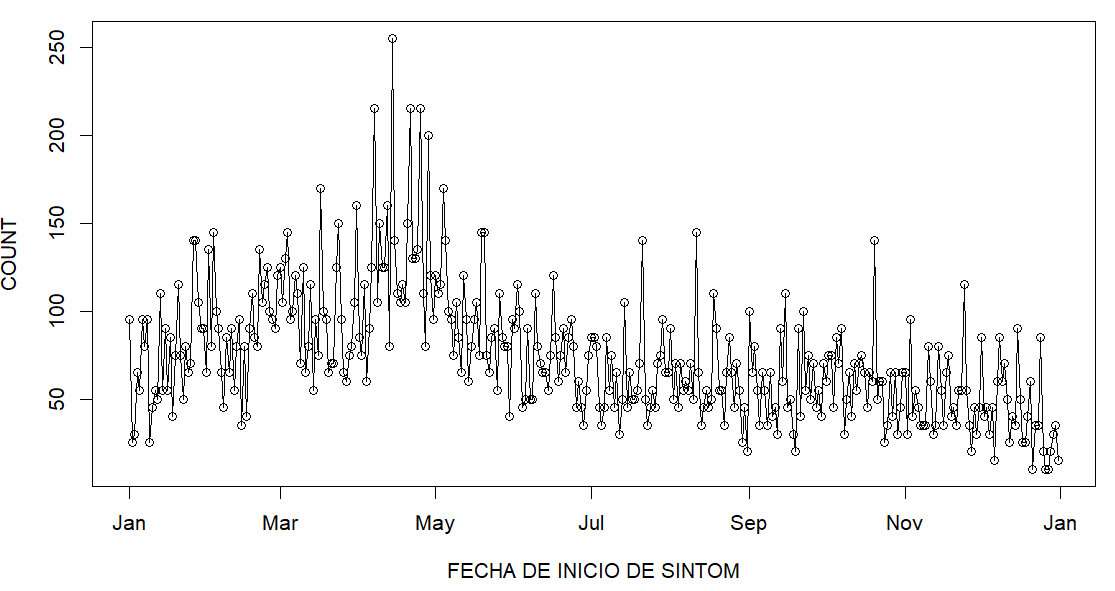 COUNT
250
200
150
100
50
Jan Mar May Jul Sep Nov Jan
FECHA DE INICIO DE SINTOM